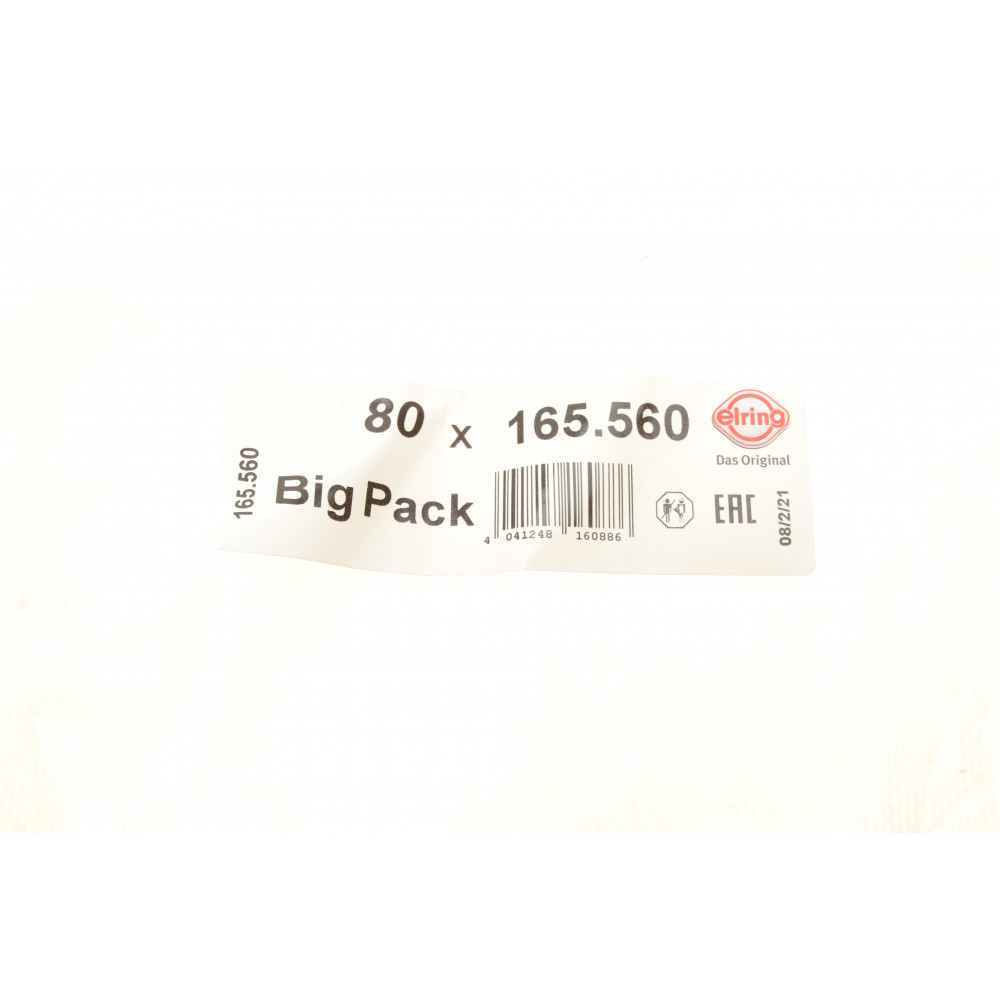 80 x 165.560
elring
Das Original
165.560
Big Pack
4 041248 160886
EAC
08/2/21